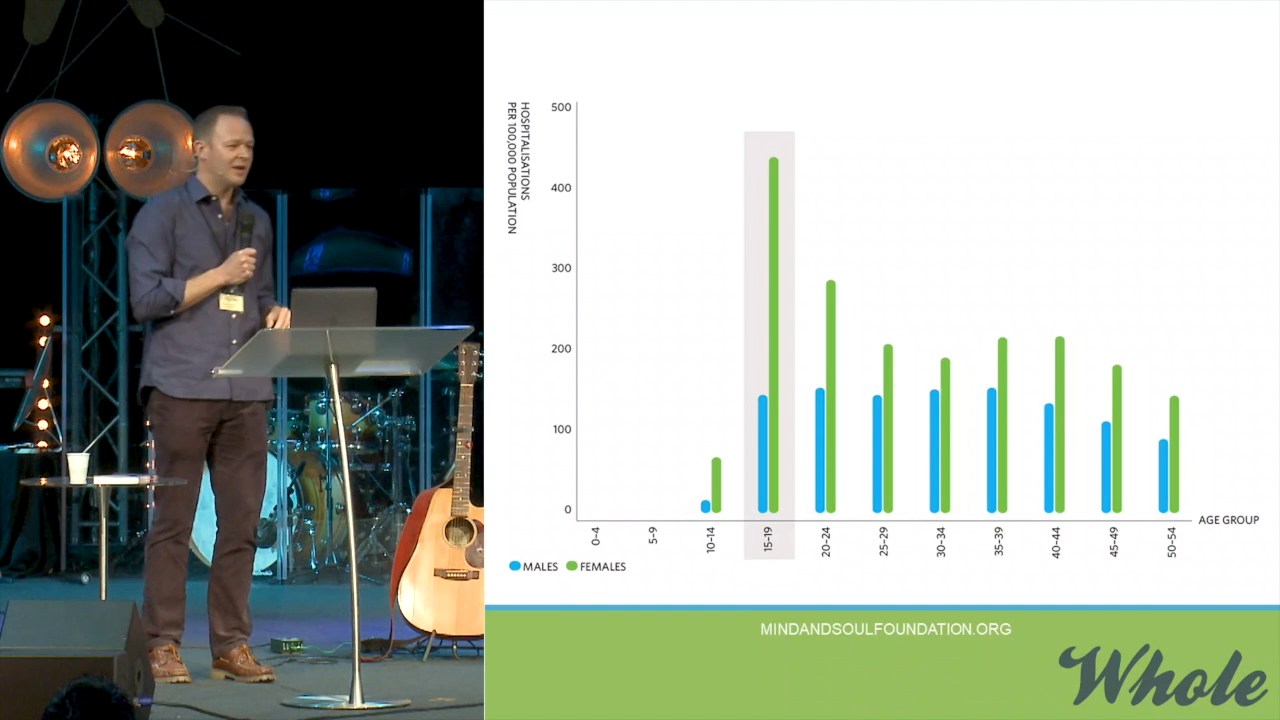 HOSPITALISATIONS
PER 100,000 POPULATION
500
400
300
200
100
0
0-4
5-9
10-14
15-19
20-24
25-29
30-34
35-39
40-44
45-49
50-54
AGE GROUP
MALES
FEMALES
MINDANDSOULFOUNDATION.ORG
Whole